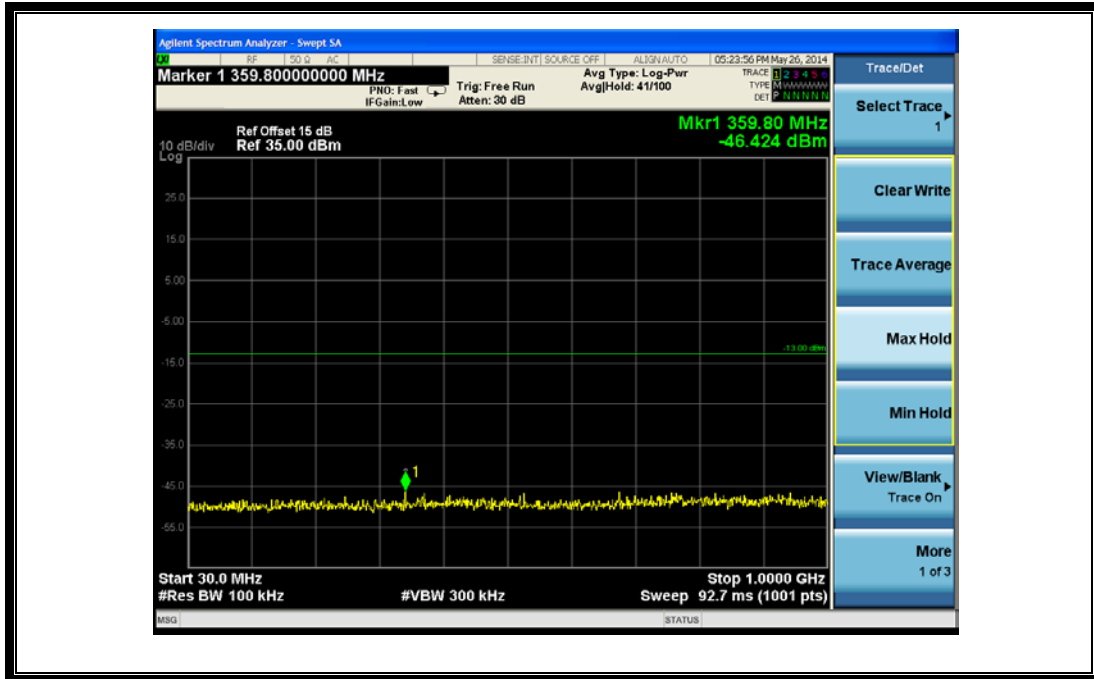 Agilent Spectrum Analyzer - Swept SA
LXI RF 50 Ω AC SENSE:INT SOURCE OFF ALIGN AUTO 05:23:56 PM May 26, 2014
Marker 1 359.800000000 MHz
PNO: Fast
IFGain:Low
Trig: Free Run
Atten: 30 dB
Avg Type: Log-Pwr
Avg|Hold: 41/100
TRACE 1 2 3 4 5 6
TYPE M WWWWW
DET P N N N N N
Trace/Det
Select Trace
1
Clear Write
Trace Average
Max Hold
Min Hold
View/Blank
Trace On
More
1 of 3
Ref Offset 15 dB
10 dB/div Ref 35.00 dBm
Log
Mkr1 359.80 MHz
-46.424 dBm
25.0
15.0
5.00
-5.00
-13.00 dBm
-15.0
-25.0
-35.0
1
-45.0
-55.0
Start 30.0 MHz Stop 1.0000 GHz
#Res BW 100 kHz #VBW 300 kHz Sweep 92.7 ms (1001 pts)
MSG STATUS